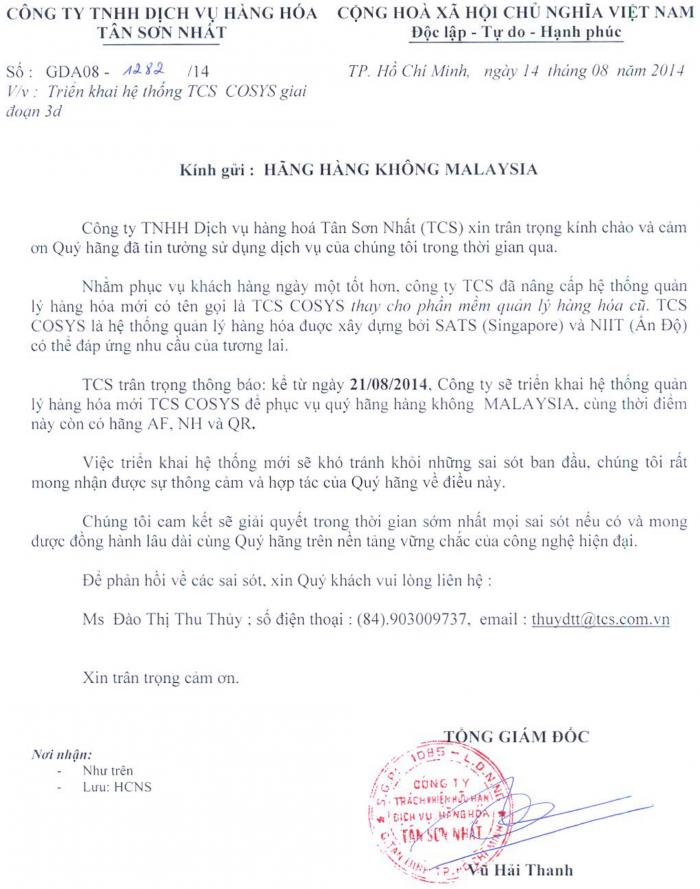 CÔNG TY TNHH DỊCH VỤ HÀNG HÓA
TÂN SƠN NHẤT
CỘNG HOÀ XÃ HỘI CHỦ NGHĨA VIỆT NAM
Độc lập - Tự do - Hạnh phúc
Số : GDA08 - 1282 /14
V/v : Triển khai hệ thống TCS COSYS giai
đoạn 3d
TP. Hồ Chí Minh, ngày 14 tháng 08 năm 2014
Kính gửi : HÃNG HÀNG KHÔNG MALAYSIA
Công ty TNHH Dịch vụ hàng hoá Tân Sơn Nhất (TCS) xin trân trọng kính chào và cảm
ơn Quý hãng đã tin tưởng sử dụng dịch vụ của chúng tôi trong thời gian qua.
Nhằm phục vụ khách hàng ngày một tốt hơn, công ty TCS đã nâng cấp hệ thống quản
lý hàng hóa mới có tên gọi là TCS COSYS thay cho phần mềm quản lý hàng hóa cũ. TCS
COSYS là hệ thống quản lý hàng hóa được xây dựng bởi SATS (Singapore) và NIIT (Ấn Độ)
có thể đáp ứng nhu cầu của tương lai.
TCS trân trọng thông báo: kể từ ngày 21/08/2014, Công ty sẽ triển khai hệ thống quản
lý hàng hóa mới TCS COSYS để phục vụ quý hãng hàng không MALAYSIA, cùng thời điểm
này còn có hãng AF, NH và QR.
Việc triển khai hệ thống mới sẽ khó tránh khỏi những sai sót ban đầu, chúng tôi rất
mong nhận được sự thông cảm và hợp tác của Quý hãng về điều này.
Chúng tôi cam kết sẽ giải quyết trong thời gian sớm nhất mọi sai sót nếu có và mong
được đồng hành lâu dài cùng Quý hãng trên nền tảng vững chắc của công nghệ hiện đại.
Để phản hồi về các sai sót, xin Quý khách vui lòng liên hệ :
Ms Đào Thị Thu Thủy ; số điện thoại : (84).903009737, email : thuydtt@tcs.com.vn
Xin trân trọng cảm ơn.
TỔNG GIÁM ĐỐC
Nơi nhận:
- Như trên
- Lưu: HCNS
S.G.P: 1085 - L.D.N.N
CÔNG TY
TRÁCH NHIỆM HỮU HẠN
DỊCH VỤ HÀNG HÓA
TÂN SƠN NHẤT
Q.TÂN BÌNH T.P. HỒ CHÍ MINH
Vũ Hải Thanh